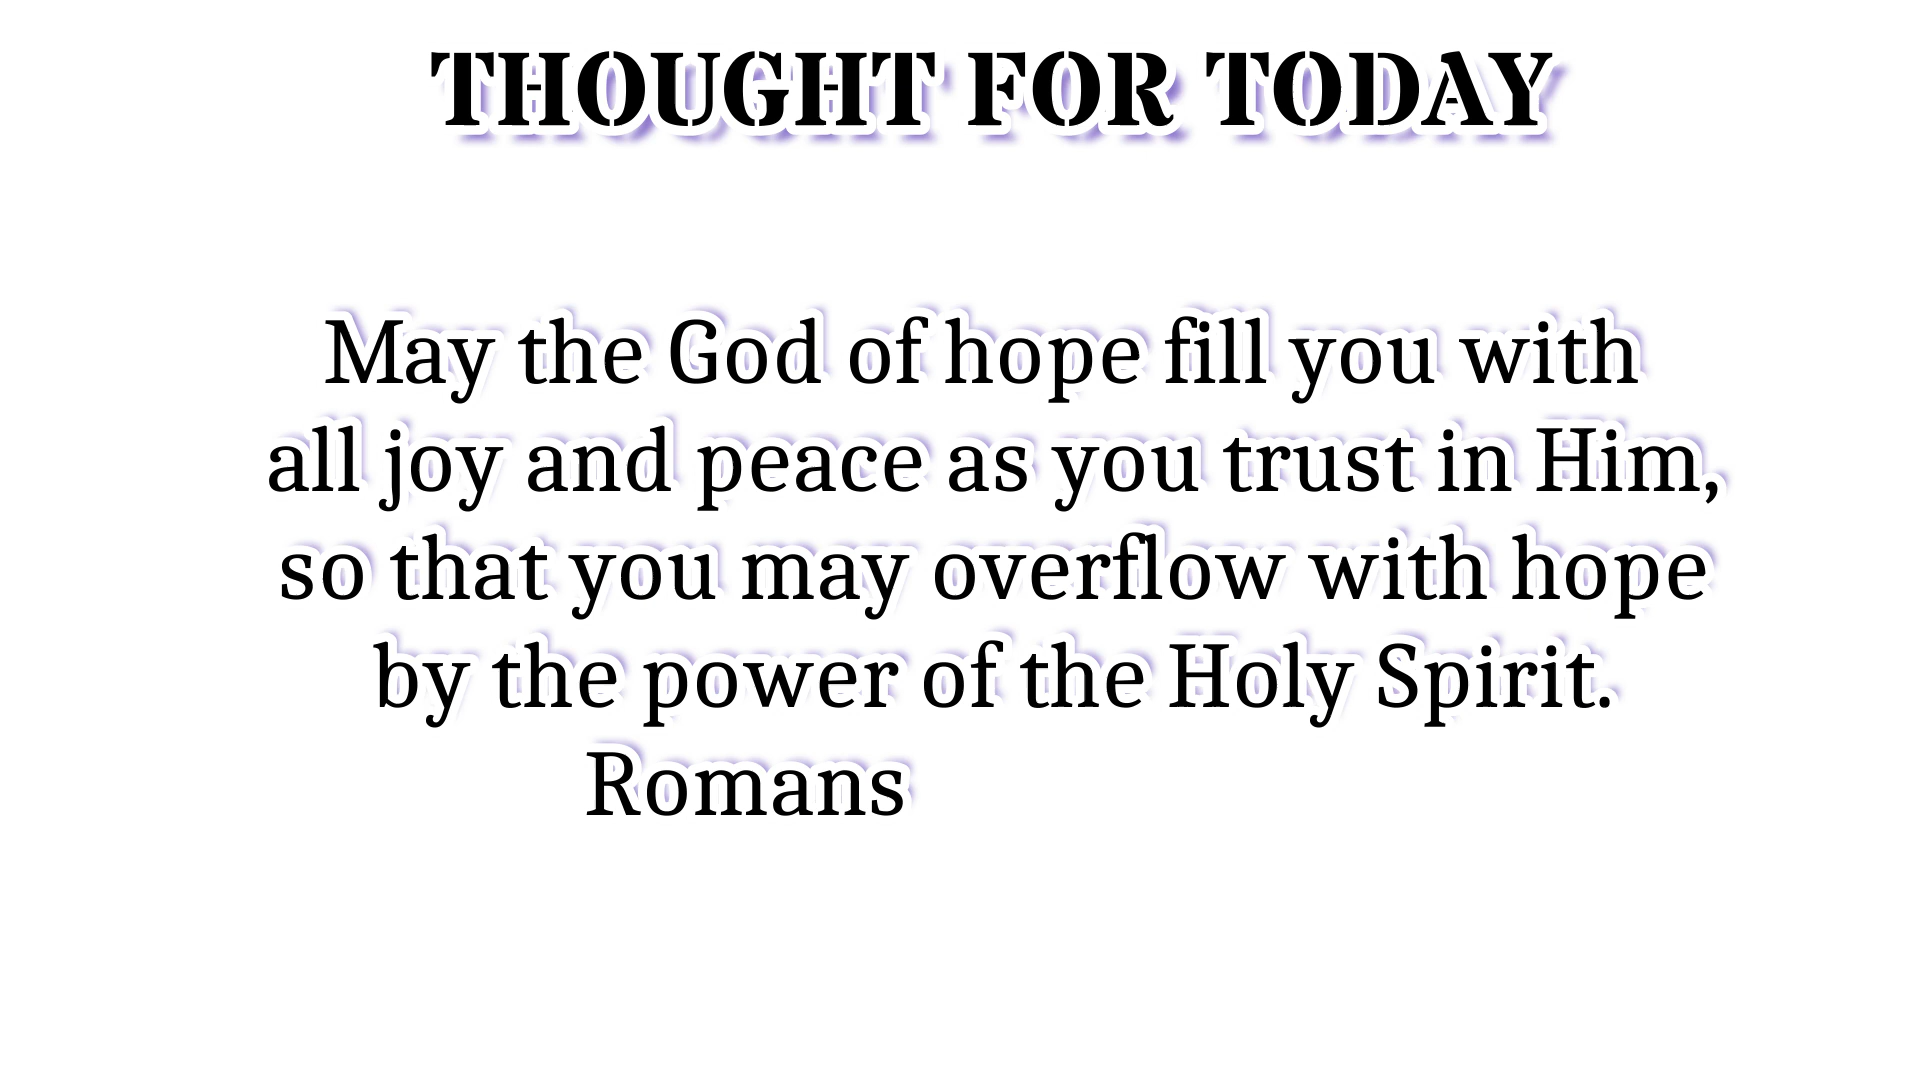 THOUGHT FOR TODAY
May the God of hope fill you with
all joy and peace as you trust in Him,
so that you may overflow with hope
by the power of the Holy Spirit.
Romans